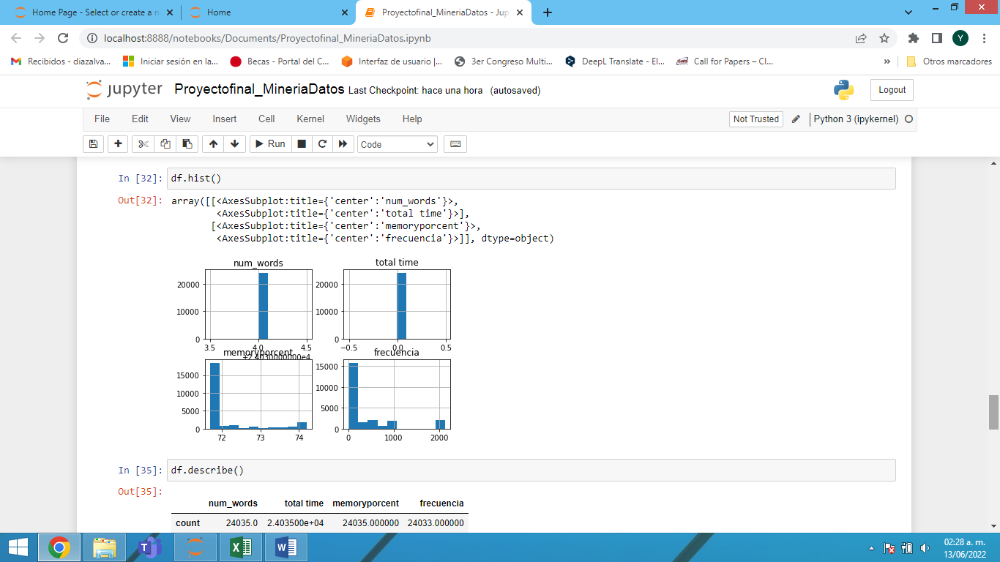 Home Page - Select or create a n
Home
Proyectofinal_MineriaDatos - Jup
localhost:8888/notebooks/Documents/Proyectofinal_MineriaDatos.ipynb
Y
Recibidos - diazalva...
Iniciar sesión en la...
Becas - Portal del C...
Interfaz de usuario |...
3er Congreso Multi...
DeepL Translate - El...
Call for Papers – Cl...
»
Otros marcadores
jupyter Proyectofinal_MineriaDatos Last Checkpoint: hace una hora (autosaved)
Logout
File Edit View Insert Cell Kernel Widgets Help
Not Trusted
Python 3 (ipykernel)
Run
Code
In [32]: df.hist()
Out[32]: array([[<AxesSubplot:title={'center':'num_words'}>,
<AxesSubplot:title={'center':'total time'}>],
[<AxesSubplot:title={'center':'memoryporcent'}>,
<AxesSubplot:title={'center':'frecuencia'}>]], dtype=object)
num_words
20000
10000
0
3.5 4.0 4.5
+2.4030000000e4
total time
20000
10000
0
−0.5 0.0 0.5
memoryporcent
15000
10000
5000
0
72 73 74
frecuencia
15000
10000
5000
0
0 1000 2000
In [35]: df.describe()
Out[35]:
num_words total time memoryporcent frecuencia
count 24035.0 2.403500e+04 24035.000000 24033.000000
02:28 a. m.
13/06/2022